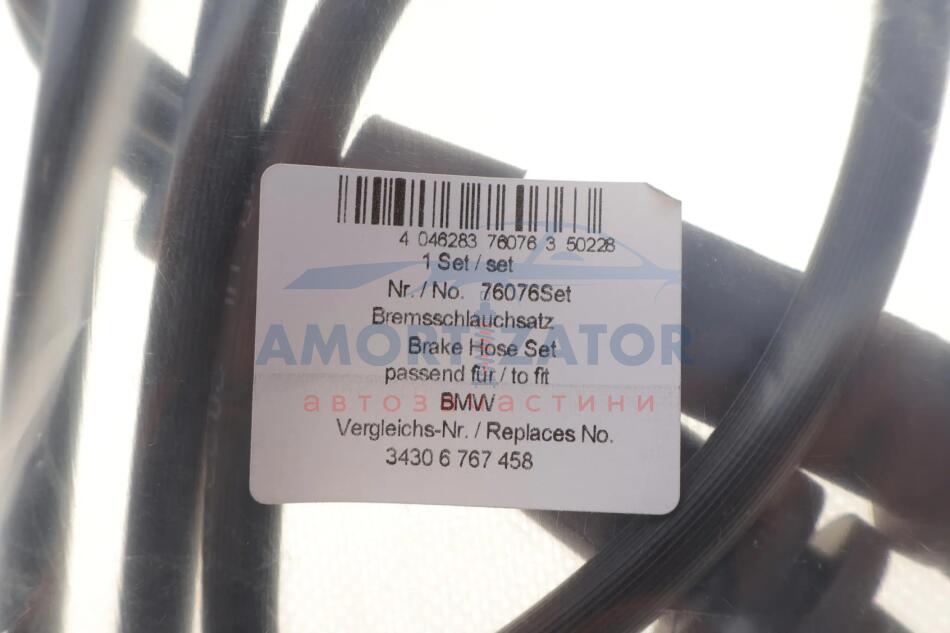 4 046283 76076 3 50228
1 Set / set
Nr. / No. 76076Set
Bremsschlauchsatz
AMORTIZATOR
Brake Hose Set
passend für / to fit
автозапчастини
BMW
Vergleichs-Nr. / Replaces No.
3430 6 767 458